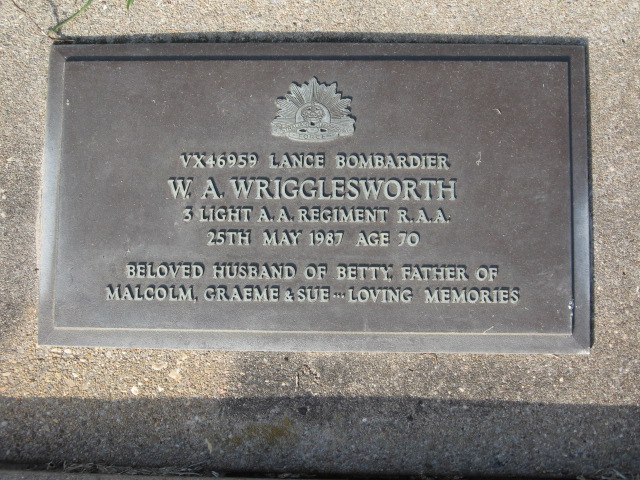 VX46959 LANCE BOMBARDIER
W. A. WRIGGLESWORTH
3 LIGHT A.A. REGIMENT R.A.A.
25TH MAY 1987 AGE 70
BELOVED HUSBAND OF BETTY, FATHER OF
MALCOLM, GRAEME & SUE ··· LOVING MEMORIES